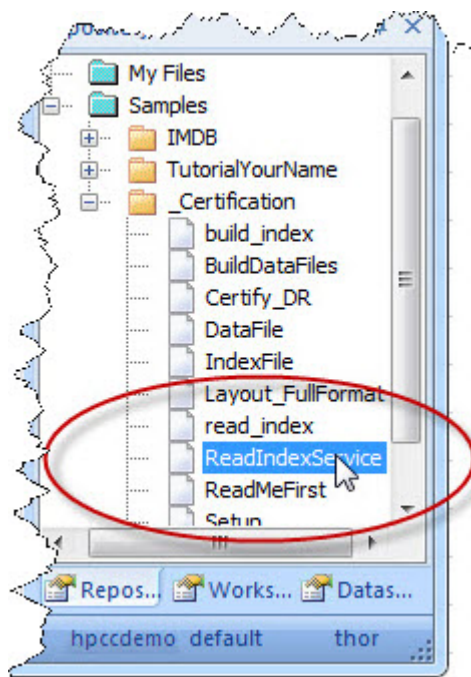 My Files
Samples
IMDB
TutorialYourName
_Certification
build_index
BuildDataFiles
Certify_DR
DataFile
IndexFile
Layout_FullFormat
read_index
ReadIndexService
ReadMeFirst
Setup
Repos... Works... Datas...
hpccdemo default thor